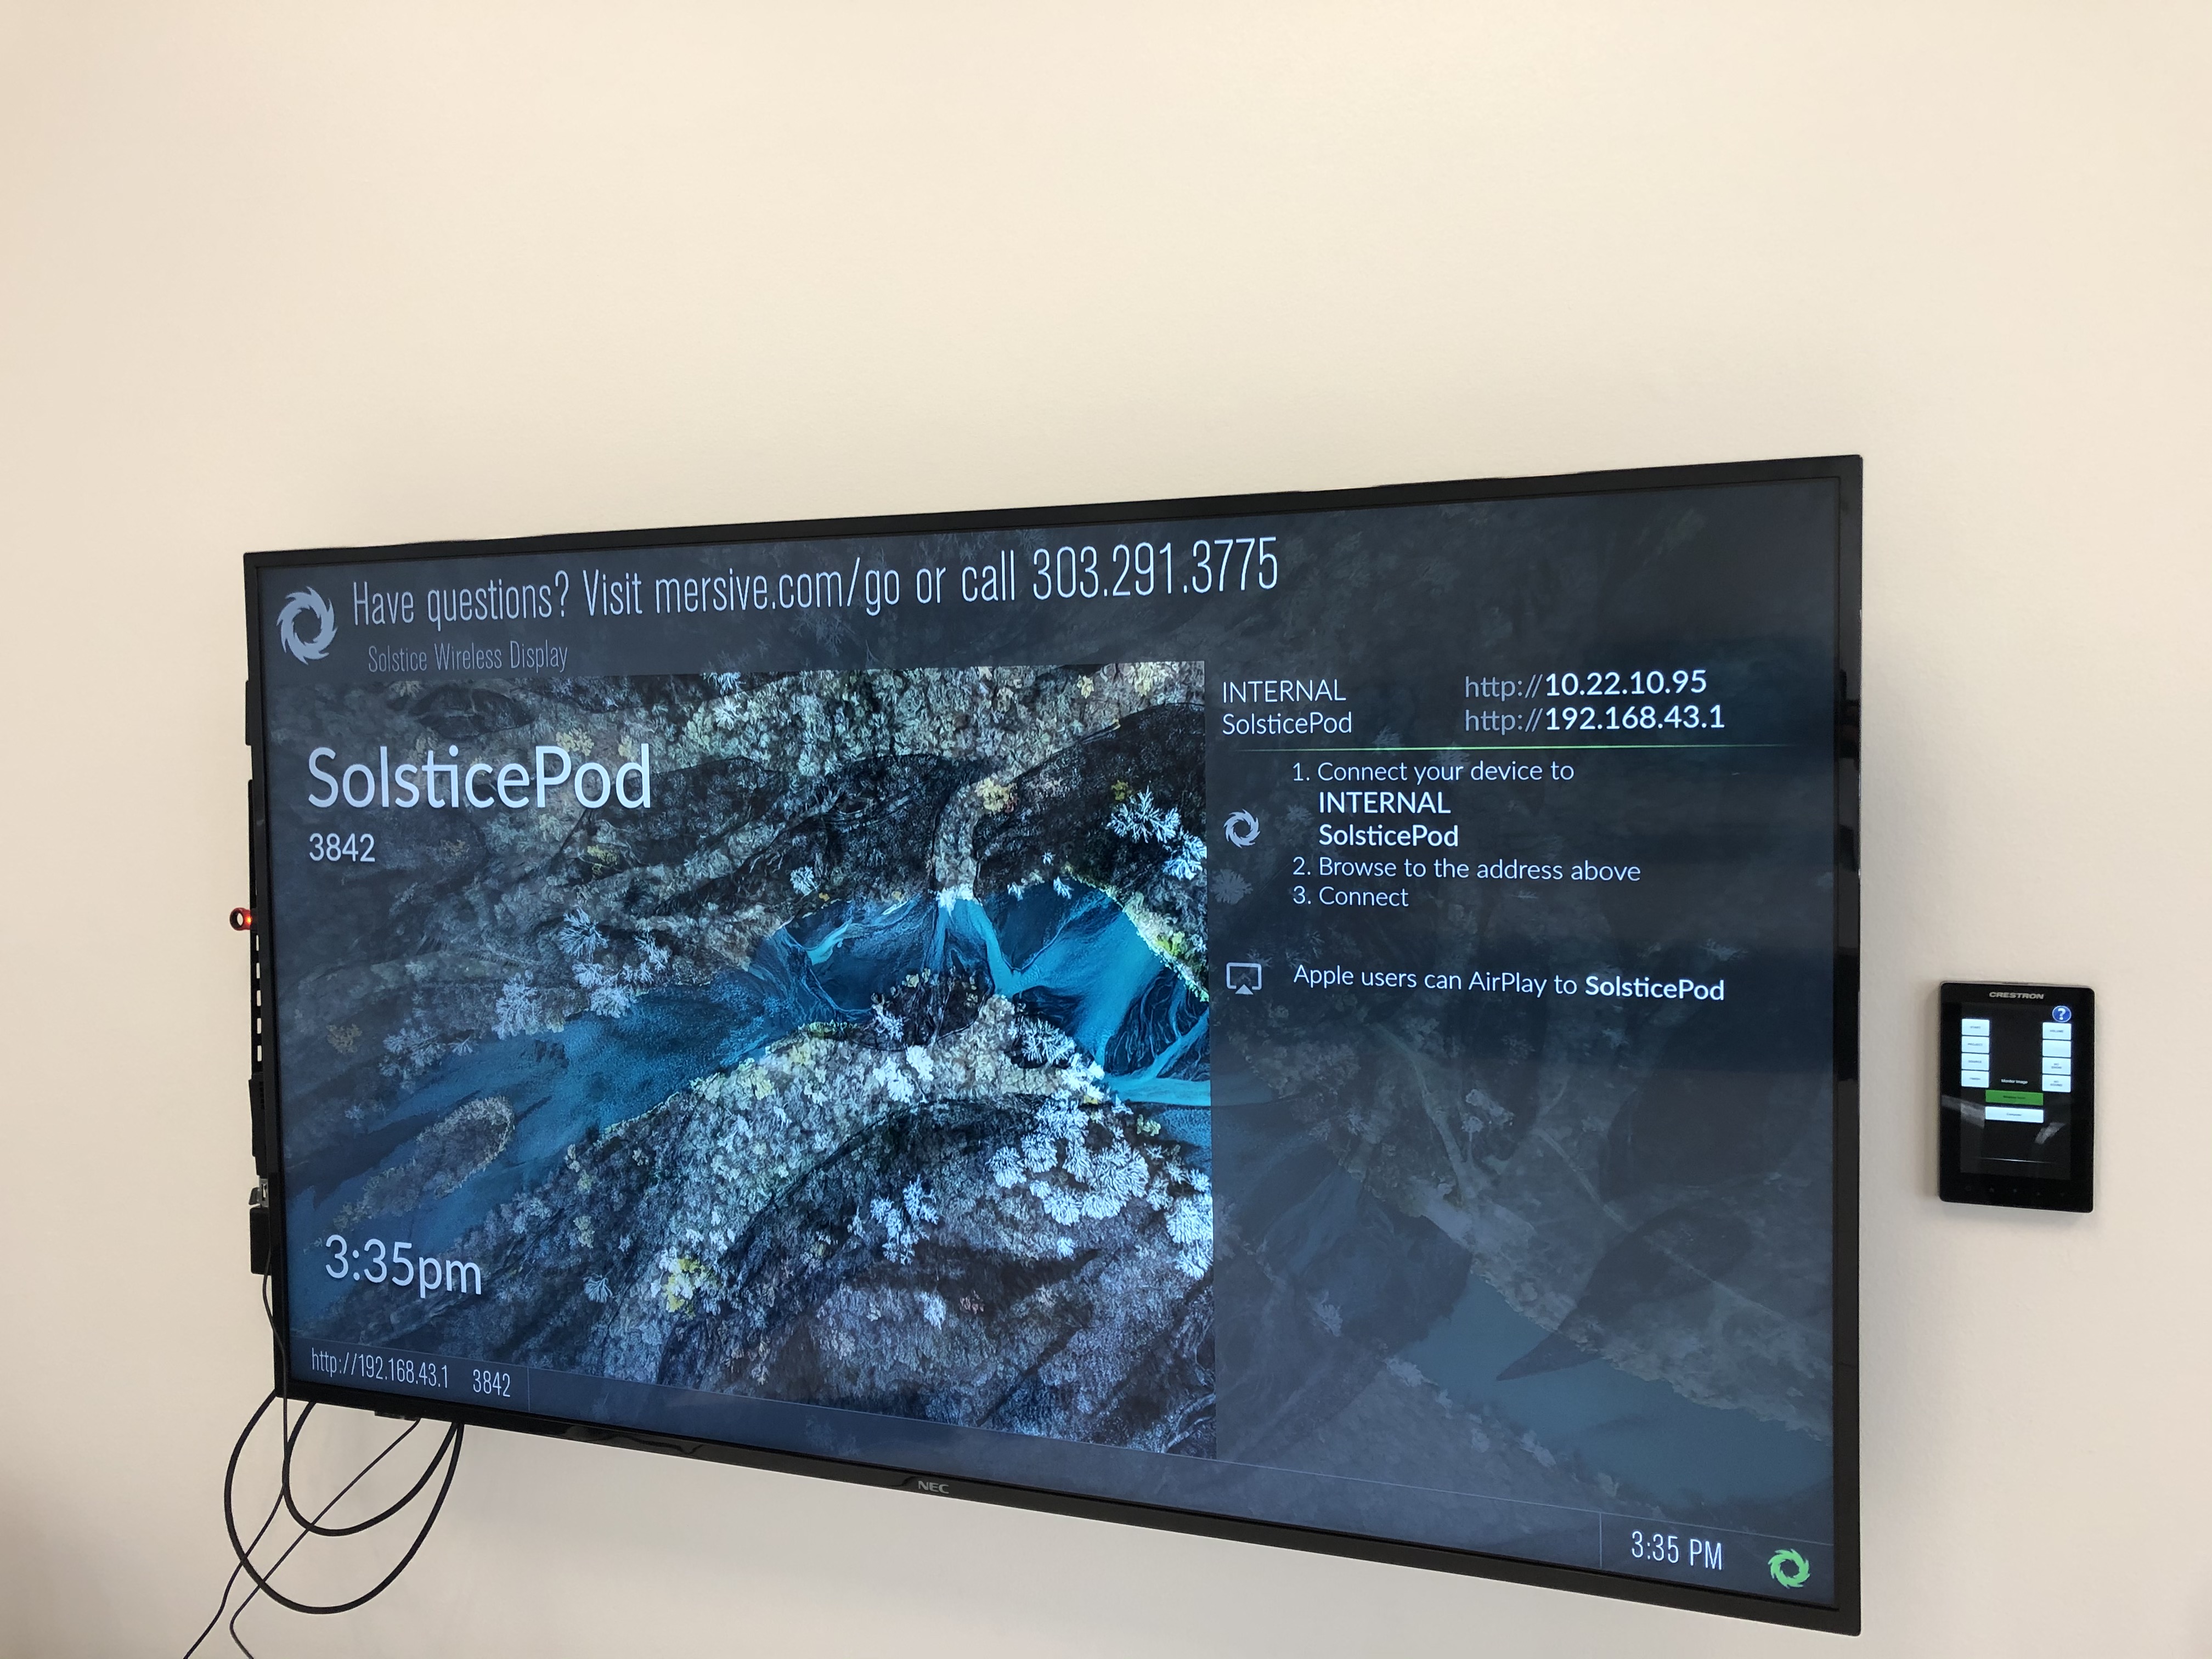 Have questions? Visit mersive.com/go or call 303.291.3775
Solstice Wireless Display
SolsticePod
3842
3:35pm
http://192.168.43.1 3842
INTERNAL http://10.22.10.95
SolsticePod http://192.168.43.1
1. Connect your device to
INTERNAL
SolsticePod
2. Browse to the address above
3. Connect
Apple users can AirPlay to SolsticePod
3:35 PM
NEC
CRESTRON
?